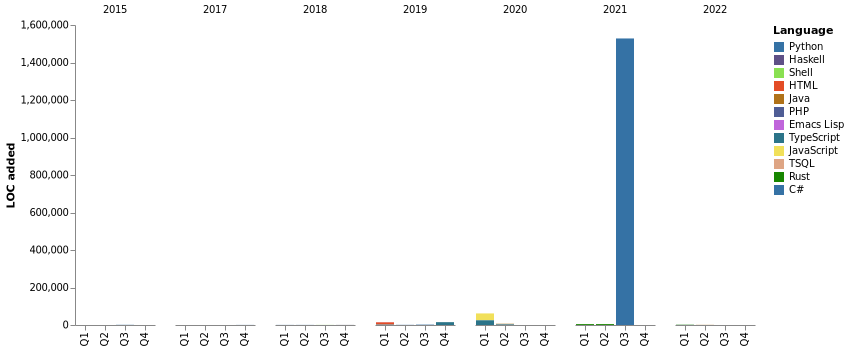 2015 2017 2018 2019 2020 2021 2022
LOC added
1,600,000
1,400,000
1,200,000
1,000,000
800,000
600,000
400,000
200,000
0
Q1 Q2 Q3 Q4 Q1 Q2 Q3 Q4 Q1 Q2 Q3 Q4 Q1 Q2 Q3 Q4 Q1 Q2 Q3 Q4 Q1 Q2 Q3 Q4 Q1 Q2 Q3 Q4
Language
Python
Haskell
Shell
HTML
Java
PHP
Emacs Lisp
TypeScript
JavaScript
TSQL
Rust
C#